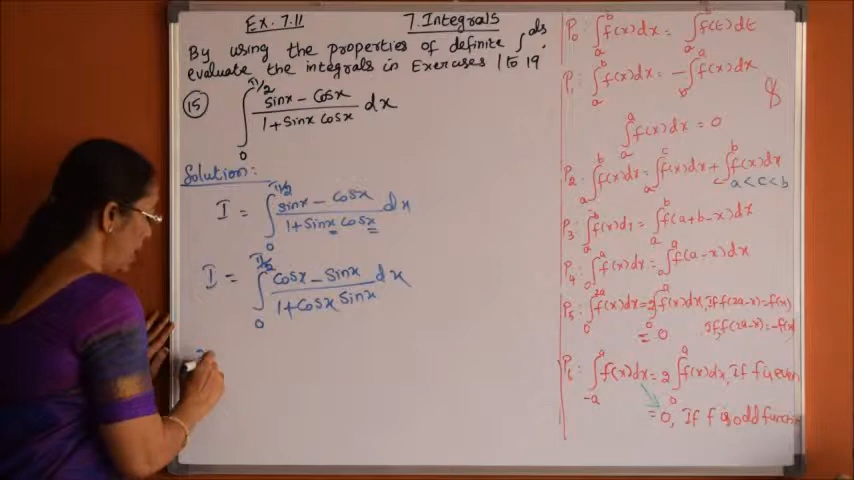 Ex. 7.11 7. Integrals
By using the properties of definite ∫als,
evaluate the integrals in Exercises 1 to 19
(15) ∫₀^{π/2} (sinx - Cosx)/(1+Sinx Cosx) dx
Solution:
I = ∫₀^{π/2} (sinx - Cosx)/(1+Sinx Cosx) dx
I = ∫₀^{π/2} (Cosx - Sinx)/(1+Cosx Sinx) dx
P₀: ∫ₐᵇ f(x)dx = ∫ₐᵇ f(t)dt
P₁: ∫ₐᵇ f(x)dx = -∫_b^a f(x)dx
∫ₐᵃ f(x)dx = 0
P₂: ∫ₐᵇ f(x)dx = ∫ₐᶜ f(x)dx + ∫_c^b f(x)dx
a < c < b
P₃: ∫ₐᵇ f(x)dx = ∫ₐᵇ f(a+b-x)dx
P₄: ∫₀ᵃ f(x)dx = ∫₀ᵃ f(a-x)dx
P₅: ∫₀^{2a} f(x)dx = 2∫₀ᵃ f(x)dx, if f(2a-x) = f(x)
= 0 if f(2a-x) = -f(x)
P₆: ∫₋ₐᵃ f(x)dx = 2 ∫₀ᵃ f(x)dx, If f is even
= 0, If f is odd function